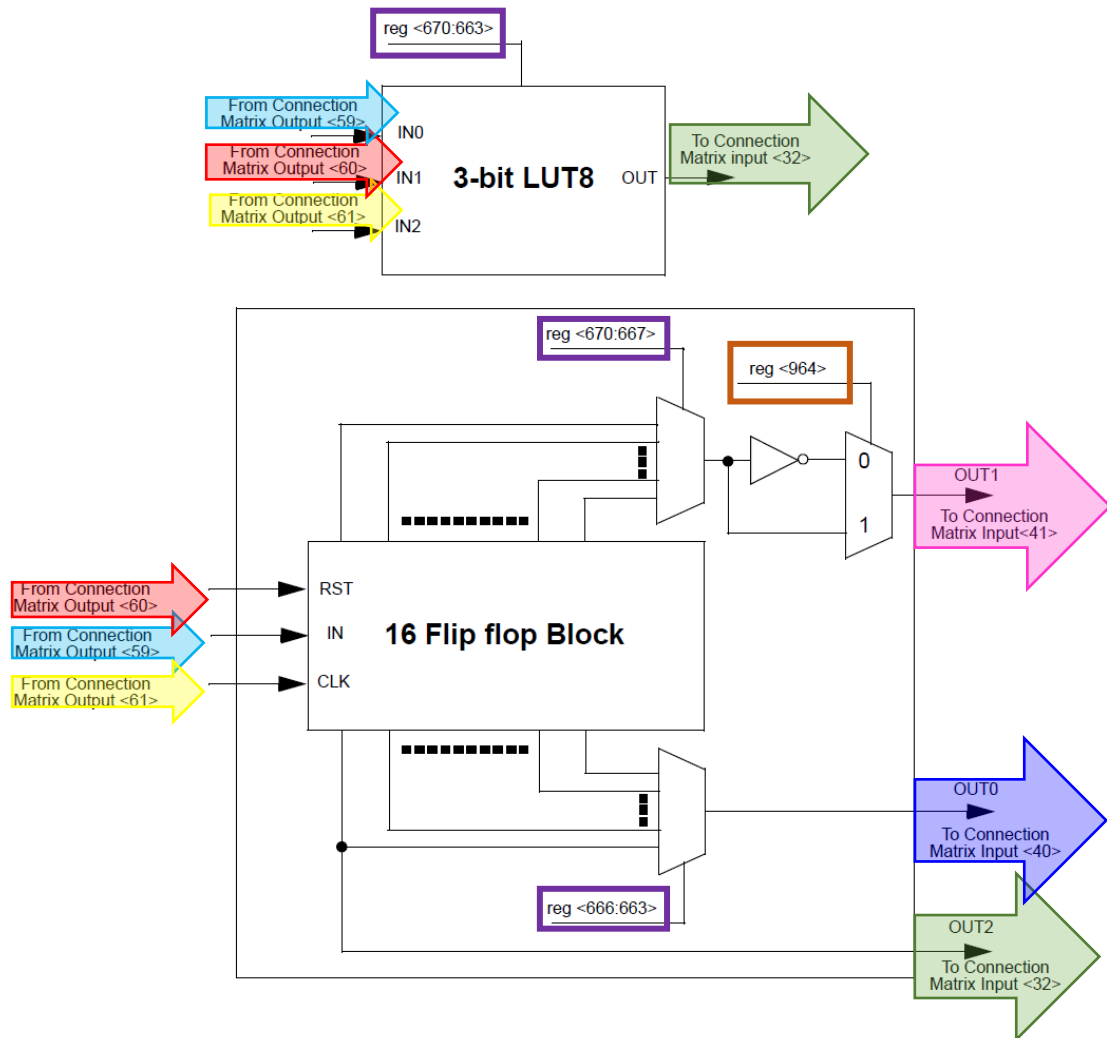 reg <670:663>
From Connection
Matrix Output <59>
From Connection
Matrix Output <60>
From Connection
Matrix Output <61>
IN0
IN1
IN2
3-bit LUT8
OUT
To Connection
Matrix input <32>
reg <670:667>
reg <964>
0
1
OUT1
To Connection
Matrix Input<41>
From Connection
Matrix Output <60>
From Connection
Matrix Output <59>
From Connection
Matrix Output <61>
RST
IN
CLK
16 Flip flop Block
OUT0
To Connection
Matrix Input <40>
reg <666:663>
OUT2
To Connection
Matrix Input <32>